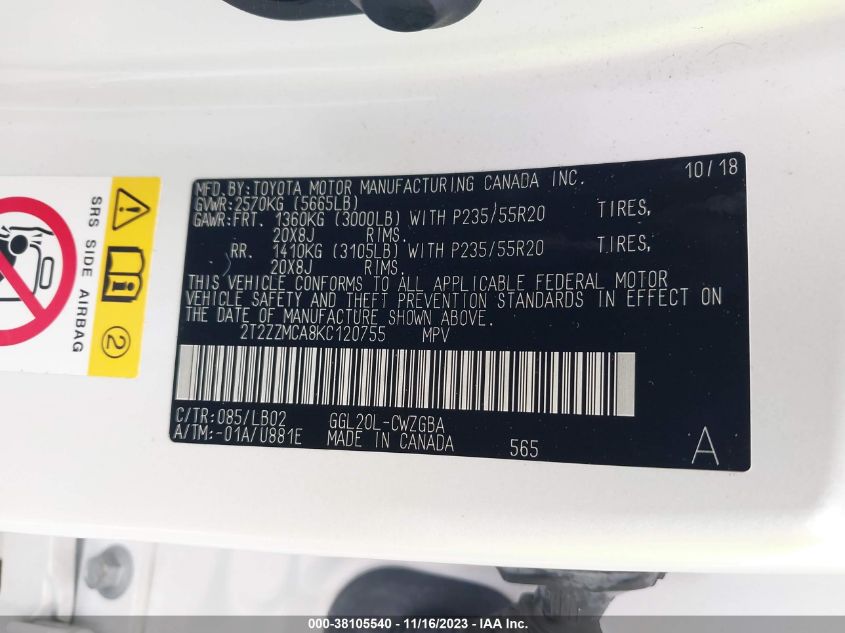 SRS SIDE AIRBAG
2
MFD.BY:TOYOTA MOTOR MANUFACTURING CANADA INC. 10/18
GVWR:2570KG (5665LB)
GAWR:FRT. 1360KG (3000LB) WITH P235/55R20 TIRES,
20X8J RIMS.
RR. 1410KG (3105LB) WITH P235/55R20 TIRES,
20X8J RIMS.
THIS VEHICLE CONFORMS TO ALL APPLICABLE FEDERAL MOTOR
VEHICLE SAFETY AND THEFT PREVENTION STANDARDS IN EFFECT ON
THE DATE OF MANUFACTURE SHOWN ABOVE.
2T2ZZMCA8KC120755 MPV
C/TR:085/LB02 GGL20L-CWZGBA
A/TM:-01A/U881E MADE IN CANADA 565 A
000-38105540 - 11/16/2023 - IAA Inc.